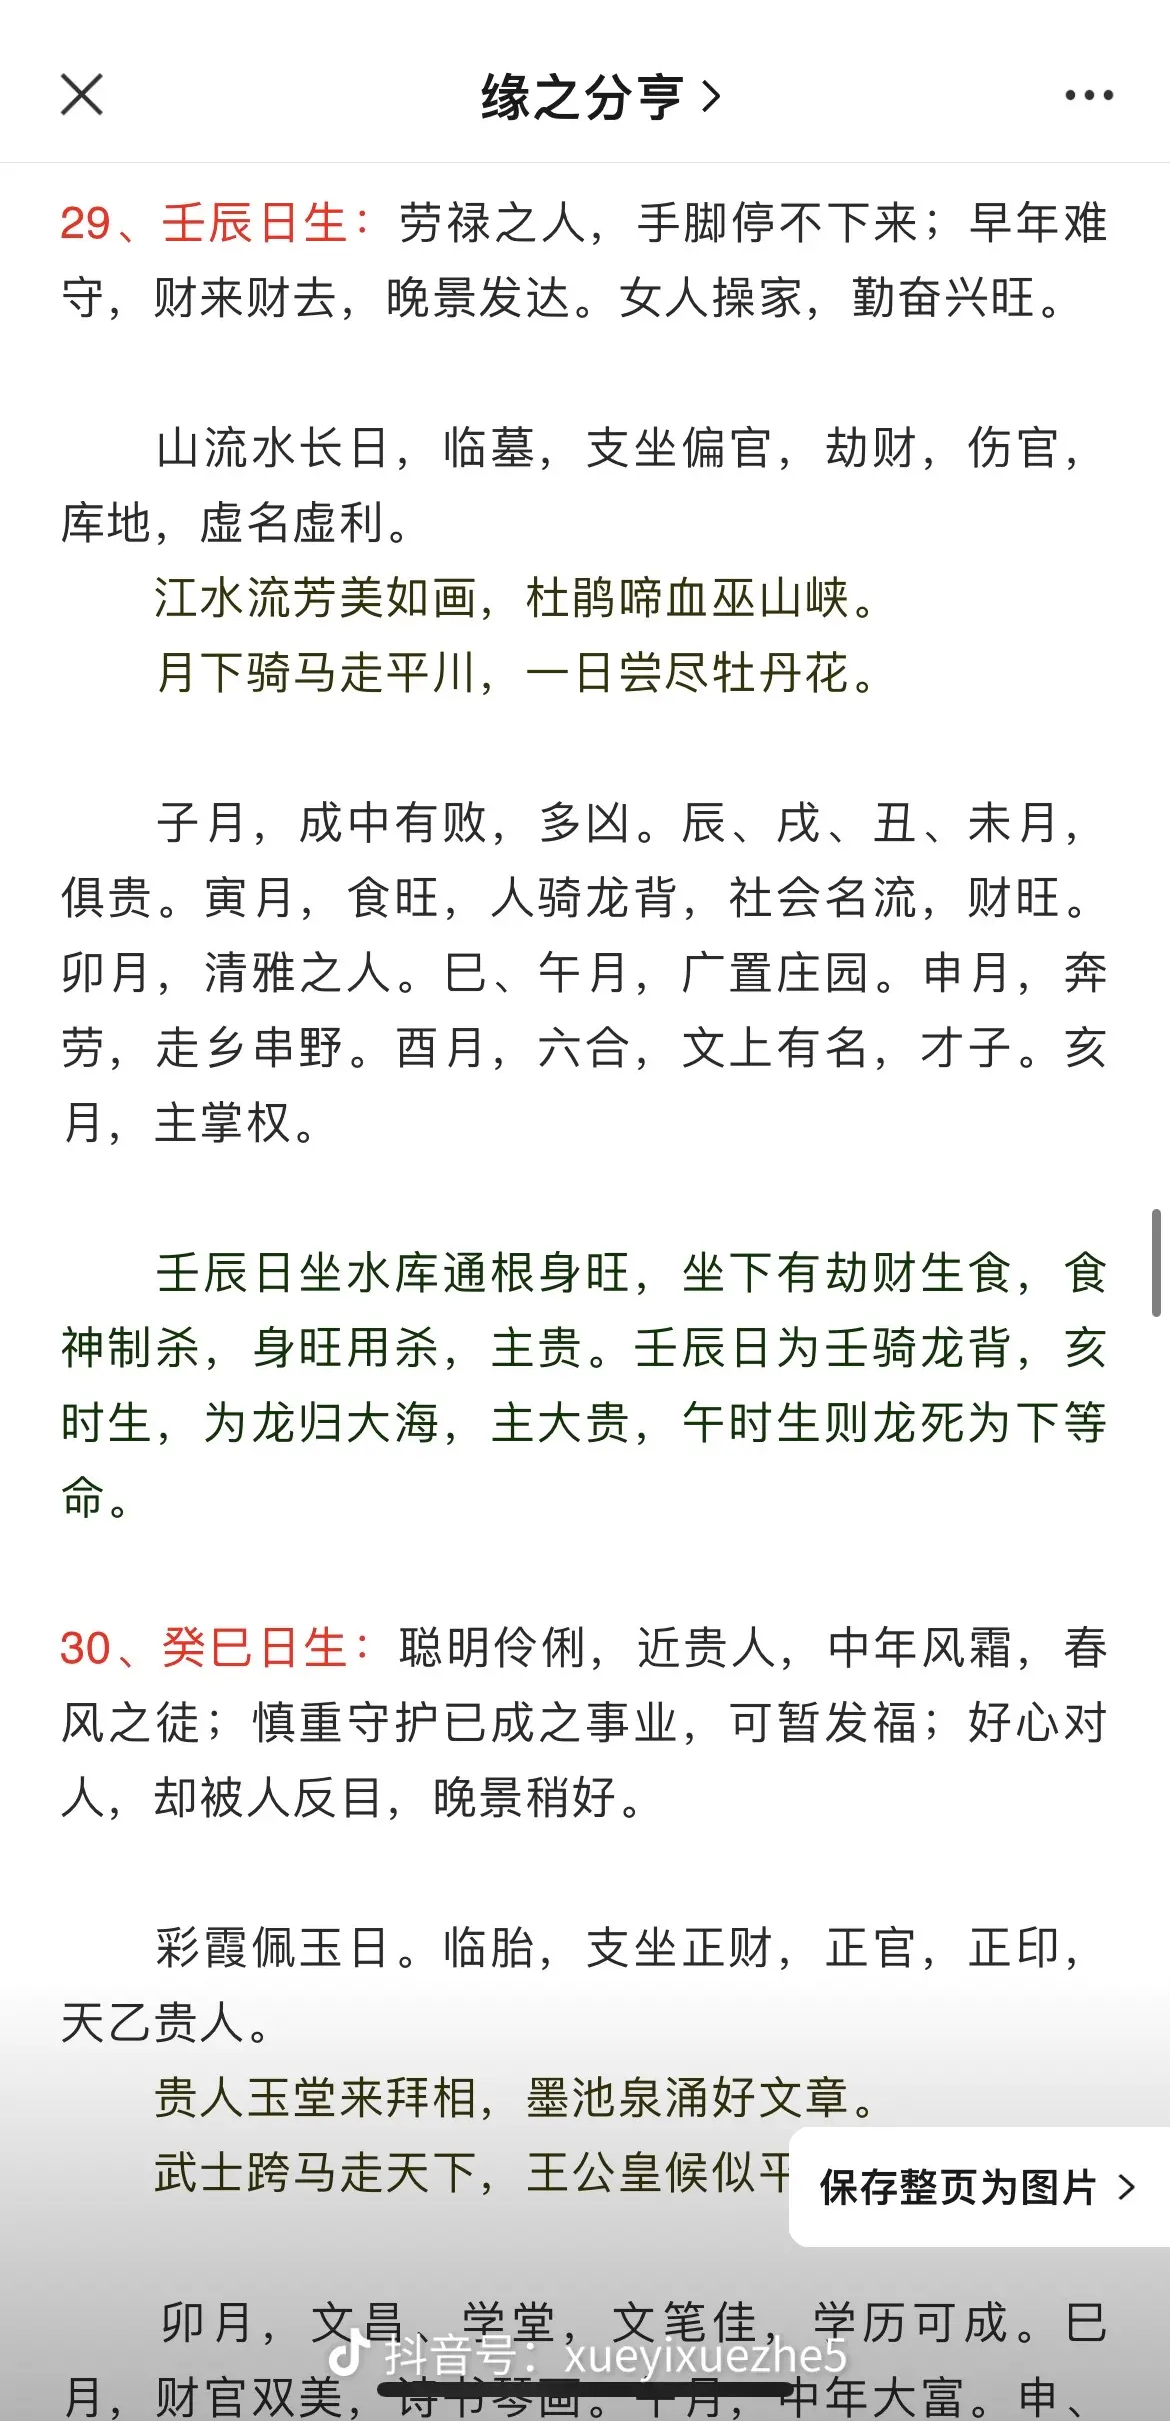 缘之分亨
29、壬辰日生：劳禄之人，手脚停不下来；早年难
守，财来财去，晚景发达。女人操家，勤奋兴旺。
山流水长日，临墓，支坐偏官，劫财，伤官，
库地，虚名虚利。
江水流芳美如画，杜鹃啼血巫山峡。
月下骑马走平川，一日尝尽牡丹花。
子月，成中有败，多凶。辰、戌、丑、未月，
俱贵。寅月，食旺，人骑龙背，社会名流，财旺。
卯月，清雅之人。巳、午月，广置庄园。申月，奔
劳，走乡串野。酉月，六合，文上有名，才子。亥
月，主掌权。
壬辰日坐水库通根身旺，坐下有劫财生食，食
神制杀，身旺用杀，主贵。壬辰日为壬骑龙背，亥
时生，为龙归大海，主大贵，午时生则龙死为下等
命。
30、癸巳日生：聪明伶俐，近贵人，中年风霜，春
风之徒；慎重守护已成之事业，可暂发福；好心对
人，却被人反目，晚景稍好。
彩霞佩玉日。临胎，支坐正财，正官，正印，
天乙贵人。
贵人玉堂来拜相，墨池泉涌好文章。
武士跨马走天下，王公皇候似平
保存整页为图片
卯月，文昌、学堂，文笔佳，学历可成。巳
抖音号：xueyixuezhe5
月，财官双美，诗书琴画。午月，中年大富。申、